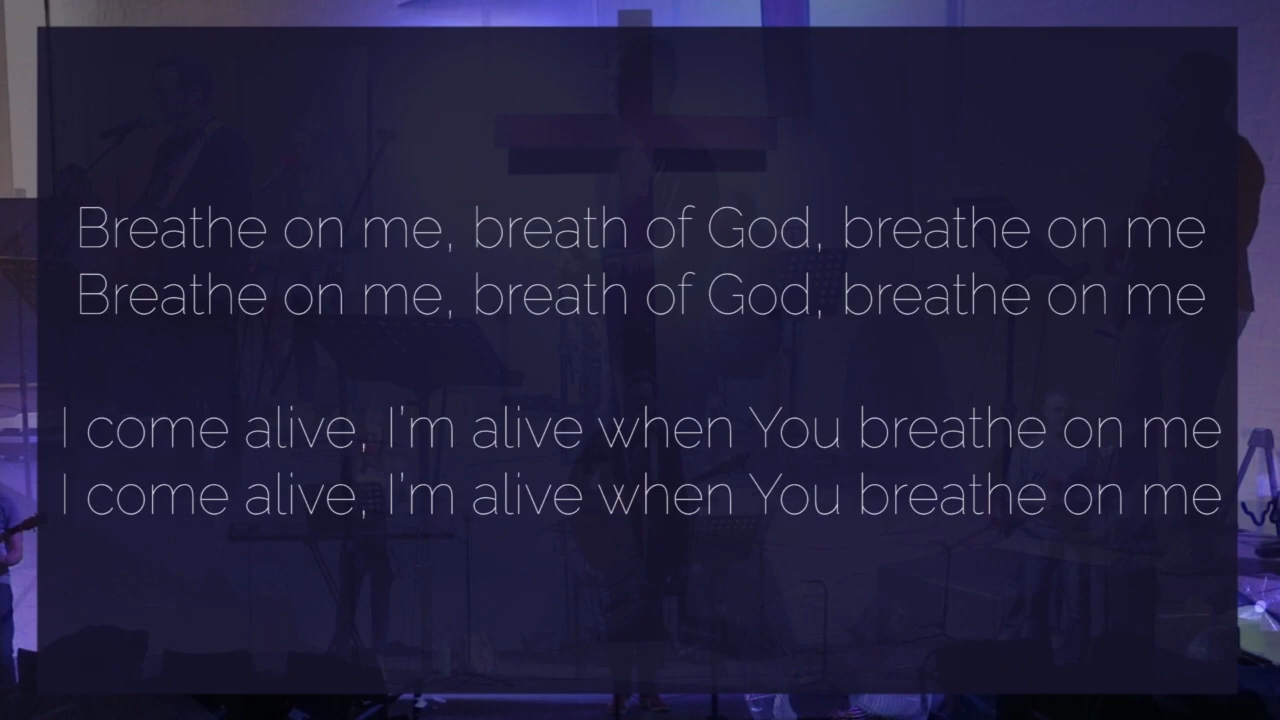 Breathe on me, breath of God, breathe on me
Breathe on me, breath of God, breathe on me
I come alive, I'm alive when You breathe on me
I come alive, I'm alive when You breathe on me